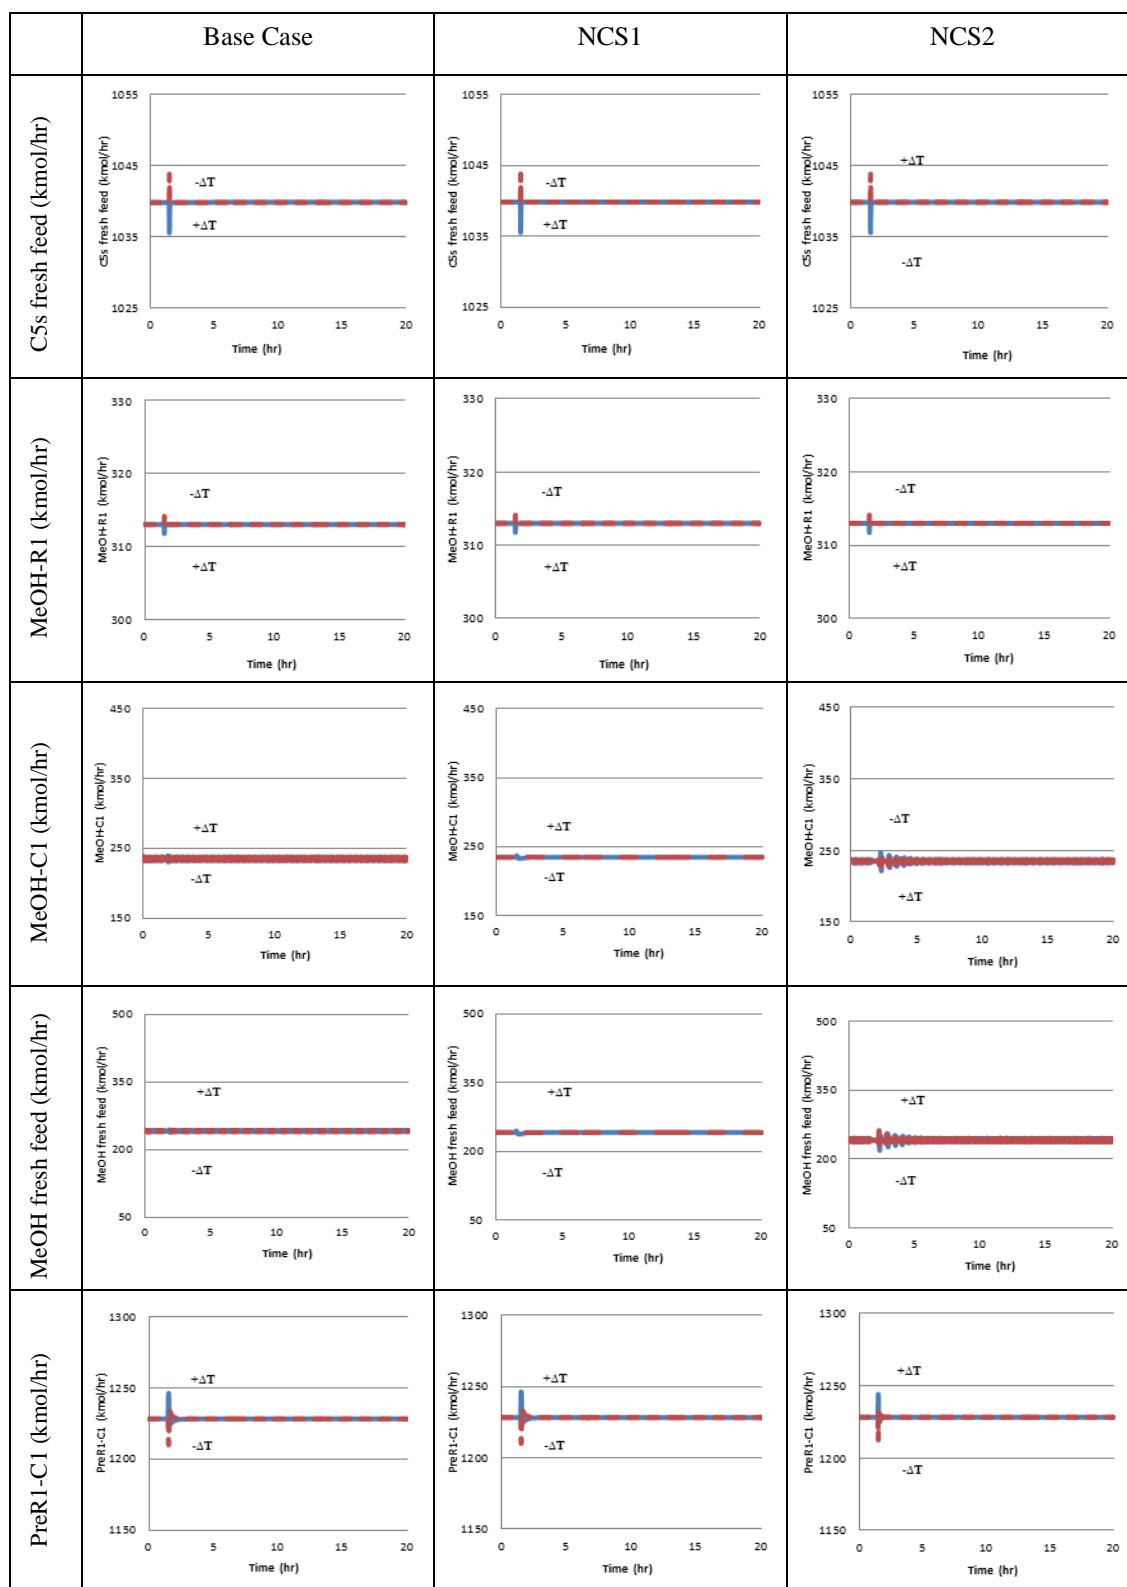 Base Case NCS1 NCS2
C5s fresh feed (kmol/hr)
C5s fresh feed (kmol/hr)
1055
1045
1035
1025
-ΔT
+ΔT
0 5 10 15 20
Time (hr)
C5s fresh feed (kmol/hr)
1055
1045
1035
1025
-ΔT
+ΔT
0 5 10 15 20
Time (hr)
C5s fresh feed (kmol/hr)
1055
1045
1035
1025
+ΔT
-ΔT
0 5 10 15 20
Time (hr)
MeOH-R1 (kmol/hr)
MeOH-R1 (kmol/hr)
330
320
310
300
-ΔT
+ΔT
0 5 10 15 20
Time (hr)
MeOH-R1 (kmol/hr)
330
320
310
300
-ΔT
+ΔT
0 5 10 15 20
Time (hr)
MeOH-R1 (kmol/hr)
330
320
310
300
-ΔT
+ΔT
0 5 10 15 20
Time (hr)
MeOH-C1 (kmol/hr)
MeOH-C1 (kmol/hr)
450
350
250
150
+ΔT
-ΔT
0 5 10 15 20
Time (hr)
MeOH-C1 (kmol/hr)
450
350
250
150
+ΔT
-ΔT
0 5 10 15 20
Time (hr)
MeOH-C1 (kmol/hr)
450
350
250
150
-ΔT
+ΔT
0 5 10 15 20
Time (hr)
MeOH fresh feed (kmol/hr)
MeOH fresh feed (kmol/hr)
500
350
200
50
+ΔT
-ΔT
0 5 10 15 20
Time (hr)
MeOH fresh feed (kmol/hr)
500
350
200
50
+ΔT
-ΔT
0 5 10 15 20
Time (hr)
MeOH fresh feed (kmol/hr)
500
350
200
50
+ΔT
-ΔT
0 5 10 15 20
Time (hr)
PreR1-C1 (kmol/hr)
PreR1-C1 (kmol/hr)
1300
1250
1200
1150
+ΔT
-ΔT
0 5 10 15 20
Time (hr)
PreR1-C1 (kmol/hr)
1300
1250
1200
1150
+ΔT
-ΔT
0 5 10 15 20
Time (hr)
PreR1-C1 (kmol/hr)
1300
1250
1200
1150
+ΔT
-ΔT
0 5 10 15 20
Time (hr)